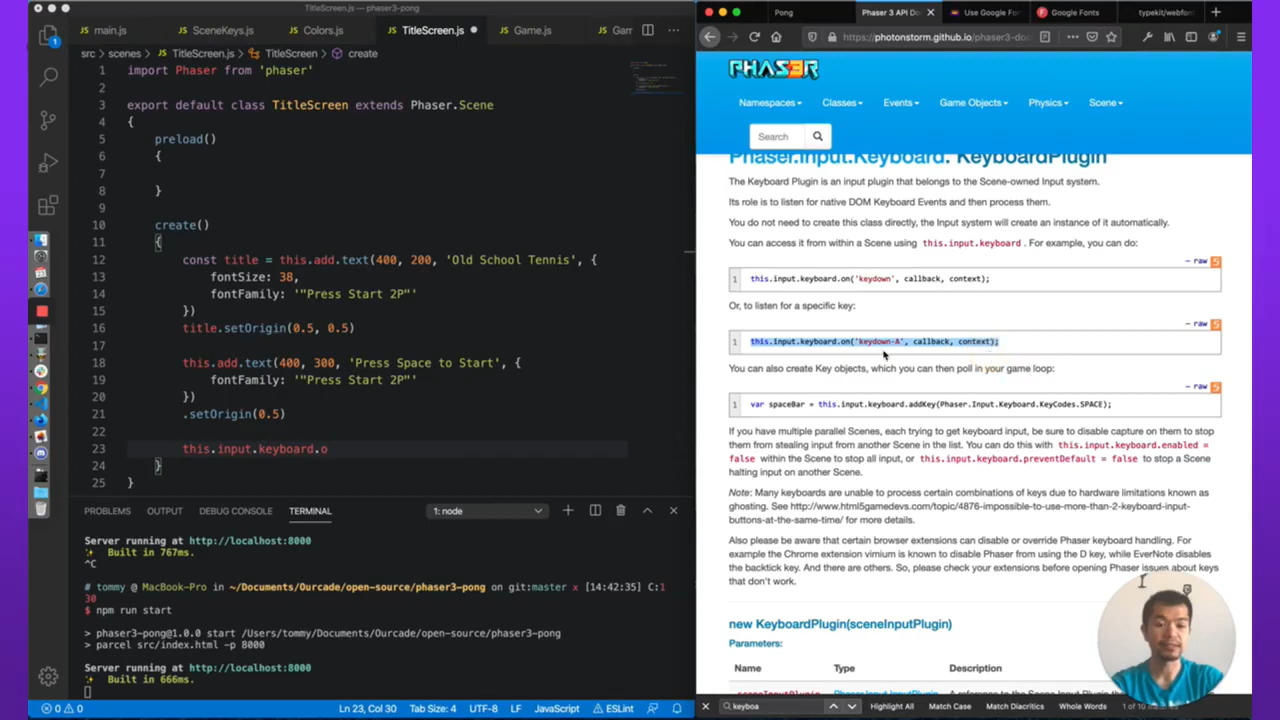 TitleScreen.js — phaser3-pong
main.js
SceneKeys.js
Colors.js
TitleScreen.js
Game.js
src > scenes > TitleScreen.js > TitleScreen > create
1 import Phaser from 'phaser'
2
3 export default class TitleScreen extends Phaser.Scene
4 {
5 preload()
6 {
7
8 }
9
10 create()
11 {
12 const title = this.add.text(400, 200, 'Old School Tennis', {
13 fontSize: 38,
14 fontFamily: '"Press Start 2P"'
15 })
16 title.setOrigin(0.5, 0.5)
17
18 this.add.text(400, 300, 'Press Space to Start', {
19 fontFamily: '"Press Start 2P"'
20 })
21 .setOrigin(0.5)
22
23 this.input.keyboard.o
24 }
25 }
PROBLEMS OUTPUT DEBUG CONSOLE TERMINAL 1: node
Server running at http://localhost:8000
✨ Built in 767ms.
^C
# tommy @ MacBook-Pro in ~/Documents/Ourcade/open-source/phaser3-pong on git:master x [14:42:35] C:1
30
$ npm run start
> phaser3-pong@1.0.0 start /Users/tommy/Documents/Ourcade/open-source/phaser3-pong
> parcel src/index.html -p 8000
Server running at http://localhost:8000
✨ Built in 666ms.
0 0 Ln 23, Col 30 Tab Size: 4 UTF-8 LF JavaScript ESLint
Pong
Phaser 3 API Do
Use Google Fon
Google Fonts
typekit/webfon
https://photonstorm.github.io/phaser3-doc
PHASER
Namespaces Classes Events Game Objects Physics Scene
Search
Phaser.Input.Keyboard. KeyboardPlugin
The Keyboard Plugin is an input plugin that belongs to the Scene-owned Input system.
Its role is to listen for native DOM Keyboard Events and then process them.
You do not need to create this class directly, the Input system will create an instance of it automatically.
You can access it from within a Scene using this.input.keyboard . For example, you can do:
– raw 5
1 this.input.keyboard.on('keydown', callback, context);
Or, to listen for a specific key:
– raw 5
1 this.input.keyboard.on('keydown-A', callback, context);
You can also create Key objects, which you can then poll in your game loop:
– raw 5
1 var spaceBar = this.input.keyboard.addKey(Phaser.Input.Keyboard.KeyCodes.SPACE);
If you have multiple parallel Scenes, each trying to get keyboard input, be sure to disable capture on them to stop
them from stealing input from another Scene in the list. You can do this with this.input.keyboard.enabled =
false within the Scene to stop all input, or this.input.keyboard.preventDefault = false to stop a Scene
halting input on another Scene.
Note: Many keyboards are unable to process certain combinations of keys due to hardware limitations known as
ghosting. See http://www.html5gamedevs.com/topic/4876-impossible-to-use-more-than-2-keyboard-input-
buttons-at-the-same-time/ for more details.
Also please be aware that certain browser extensions can disable or override Phaser keyboard handling. For
example the Chrome extension vimium is known to disable Phaser from using the D key, while EverNote disables
the backtick key. And there are others. So, please check your extensions before opening Phaser issues about keys
that don't work.
new KeyboardPlugin(sceneInputPlugin)
Parameters:
Name Type Description
keyboa
Highlight All Match Case Match Diacritics Whole Words